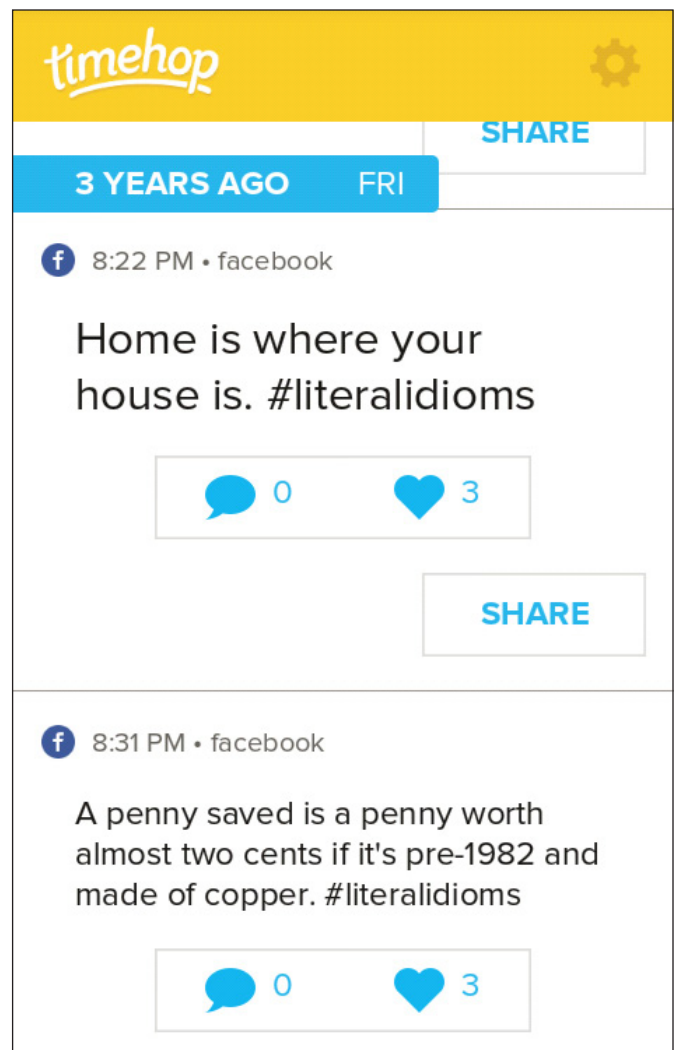 timehop
SHARE
3 YEARS AGO FRI
f 8:22 PM • facebook
Home is where your
house is. #literalidioms
0 3
SHARE
f 8:31 PM • facebook
A penny saved is a penny worth
almost two cents if it's pre-1982 and
made of copper. #literalidioms
0 3